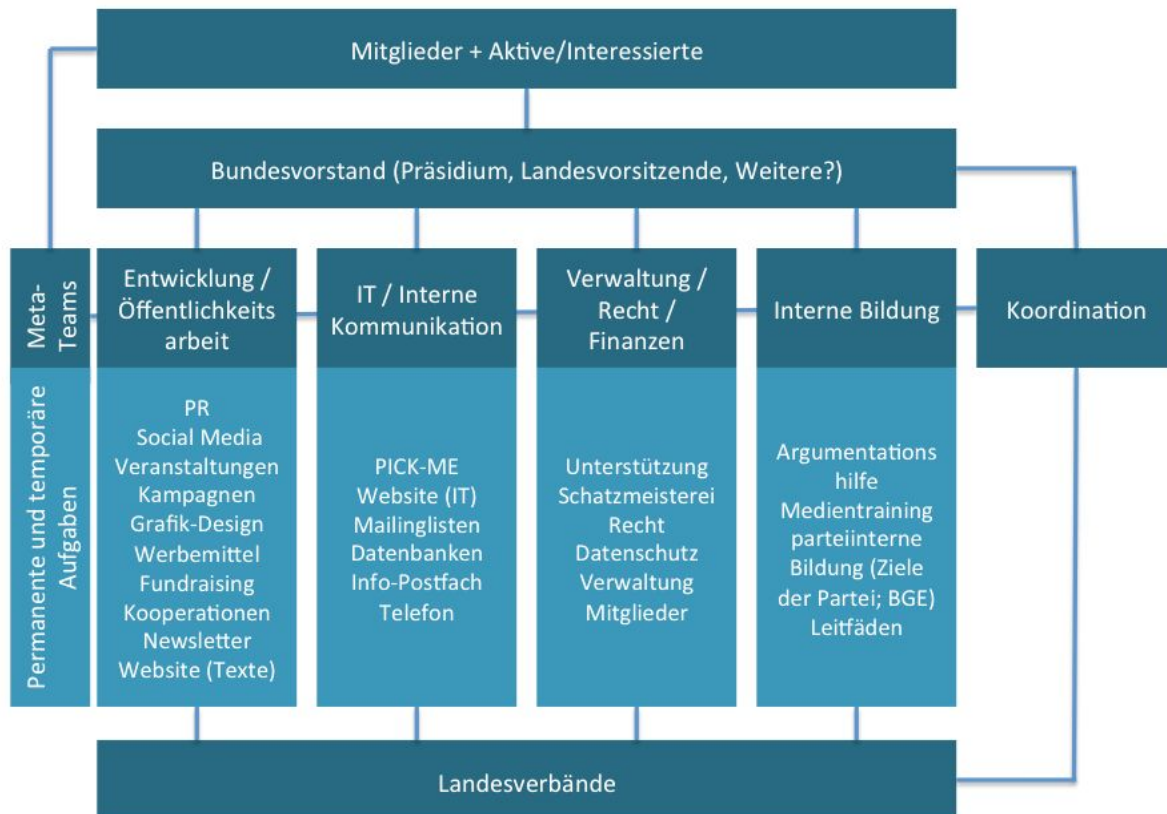 Mitglieder + Aktive/Interessierte
Bundesvorstand (Präsidium, Landesvorsitzende, Weitere?)
Meta-
Teams
Entwicklung /
Öffentlichkeits
arbeit
IT / Interne
Kommunikation
Verwaltung /
Recht /
Finanzen
Interne Bildung
Koordination
Permanente und temporäre
Aufgaben
PR
Social Media
Veranstaltungen
Kampagnen
Grafik-Design
Werbemittel
Fundraising
Kooperationen
Newsletter
Website (Texte)
PICK-ME
Website (IT)
Mailinglisten
Datenbanken
Info-Postfach
Telefon
Unterstützung
Schatzmeisterei
Recht
Datenschutz
Verwaltung
Mitglieder
Argumentations
hilfe
Medientraining
parteiinterne
Bildung (Ziele
der Partei; BGE)
Leitfäden
Landesverbände